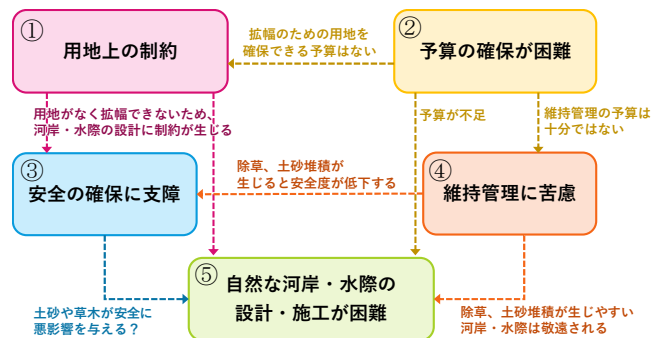 ①
用地上の制約
拡幅のための用地を
確保できる予算はない
②
予算の確保が困難
用地がなく拡幅できないため、
河岸・水際の設計に制約が生じる
予算が不足
維持管理の予算は
十分ではない
③
安全の確保に支障
除草、土砂堆積が
生じると安全度が低下する
④
維持管理に苦慮
⑤
自然な河岸・水際の
設計・施工が困難
土砂や草木が安全に
悪影響を与える？
除草、土砂堆積が生じやすい
河岸・水際は敬遠される